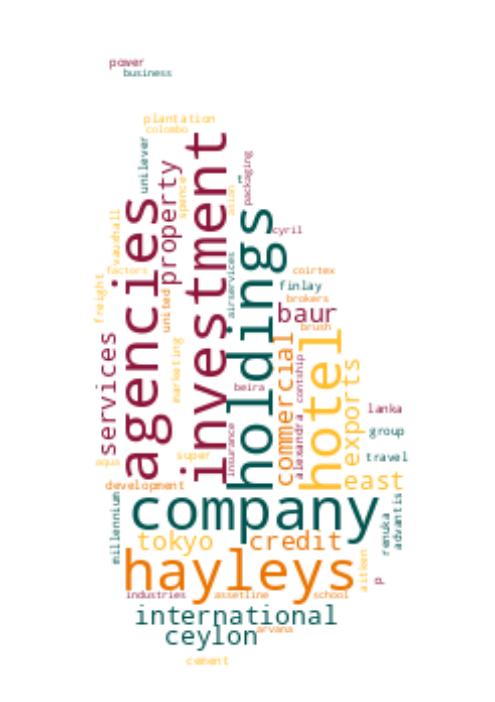 power
business
plantation
colombo
unilever
property
investment
packaging
r
spence
asian
agencies
holdings
vauxhall
cyril
factors
coirtex
freight
airservices
finlay
united
brokers
baur
brush
services
marketing
commercial
hotel
contship
exports
beira
alexandra
lanka
insurance
group
super
travel
aqua
development
east
millennium
company
advantis
renuka
tokyo
credit
hayleys
aitken
p
industries
assetline
school
international
ceylon
arvana
cement